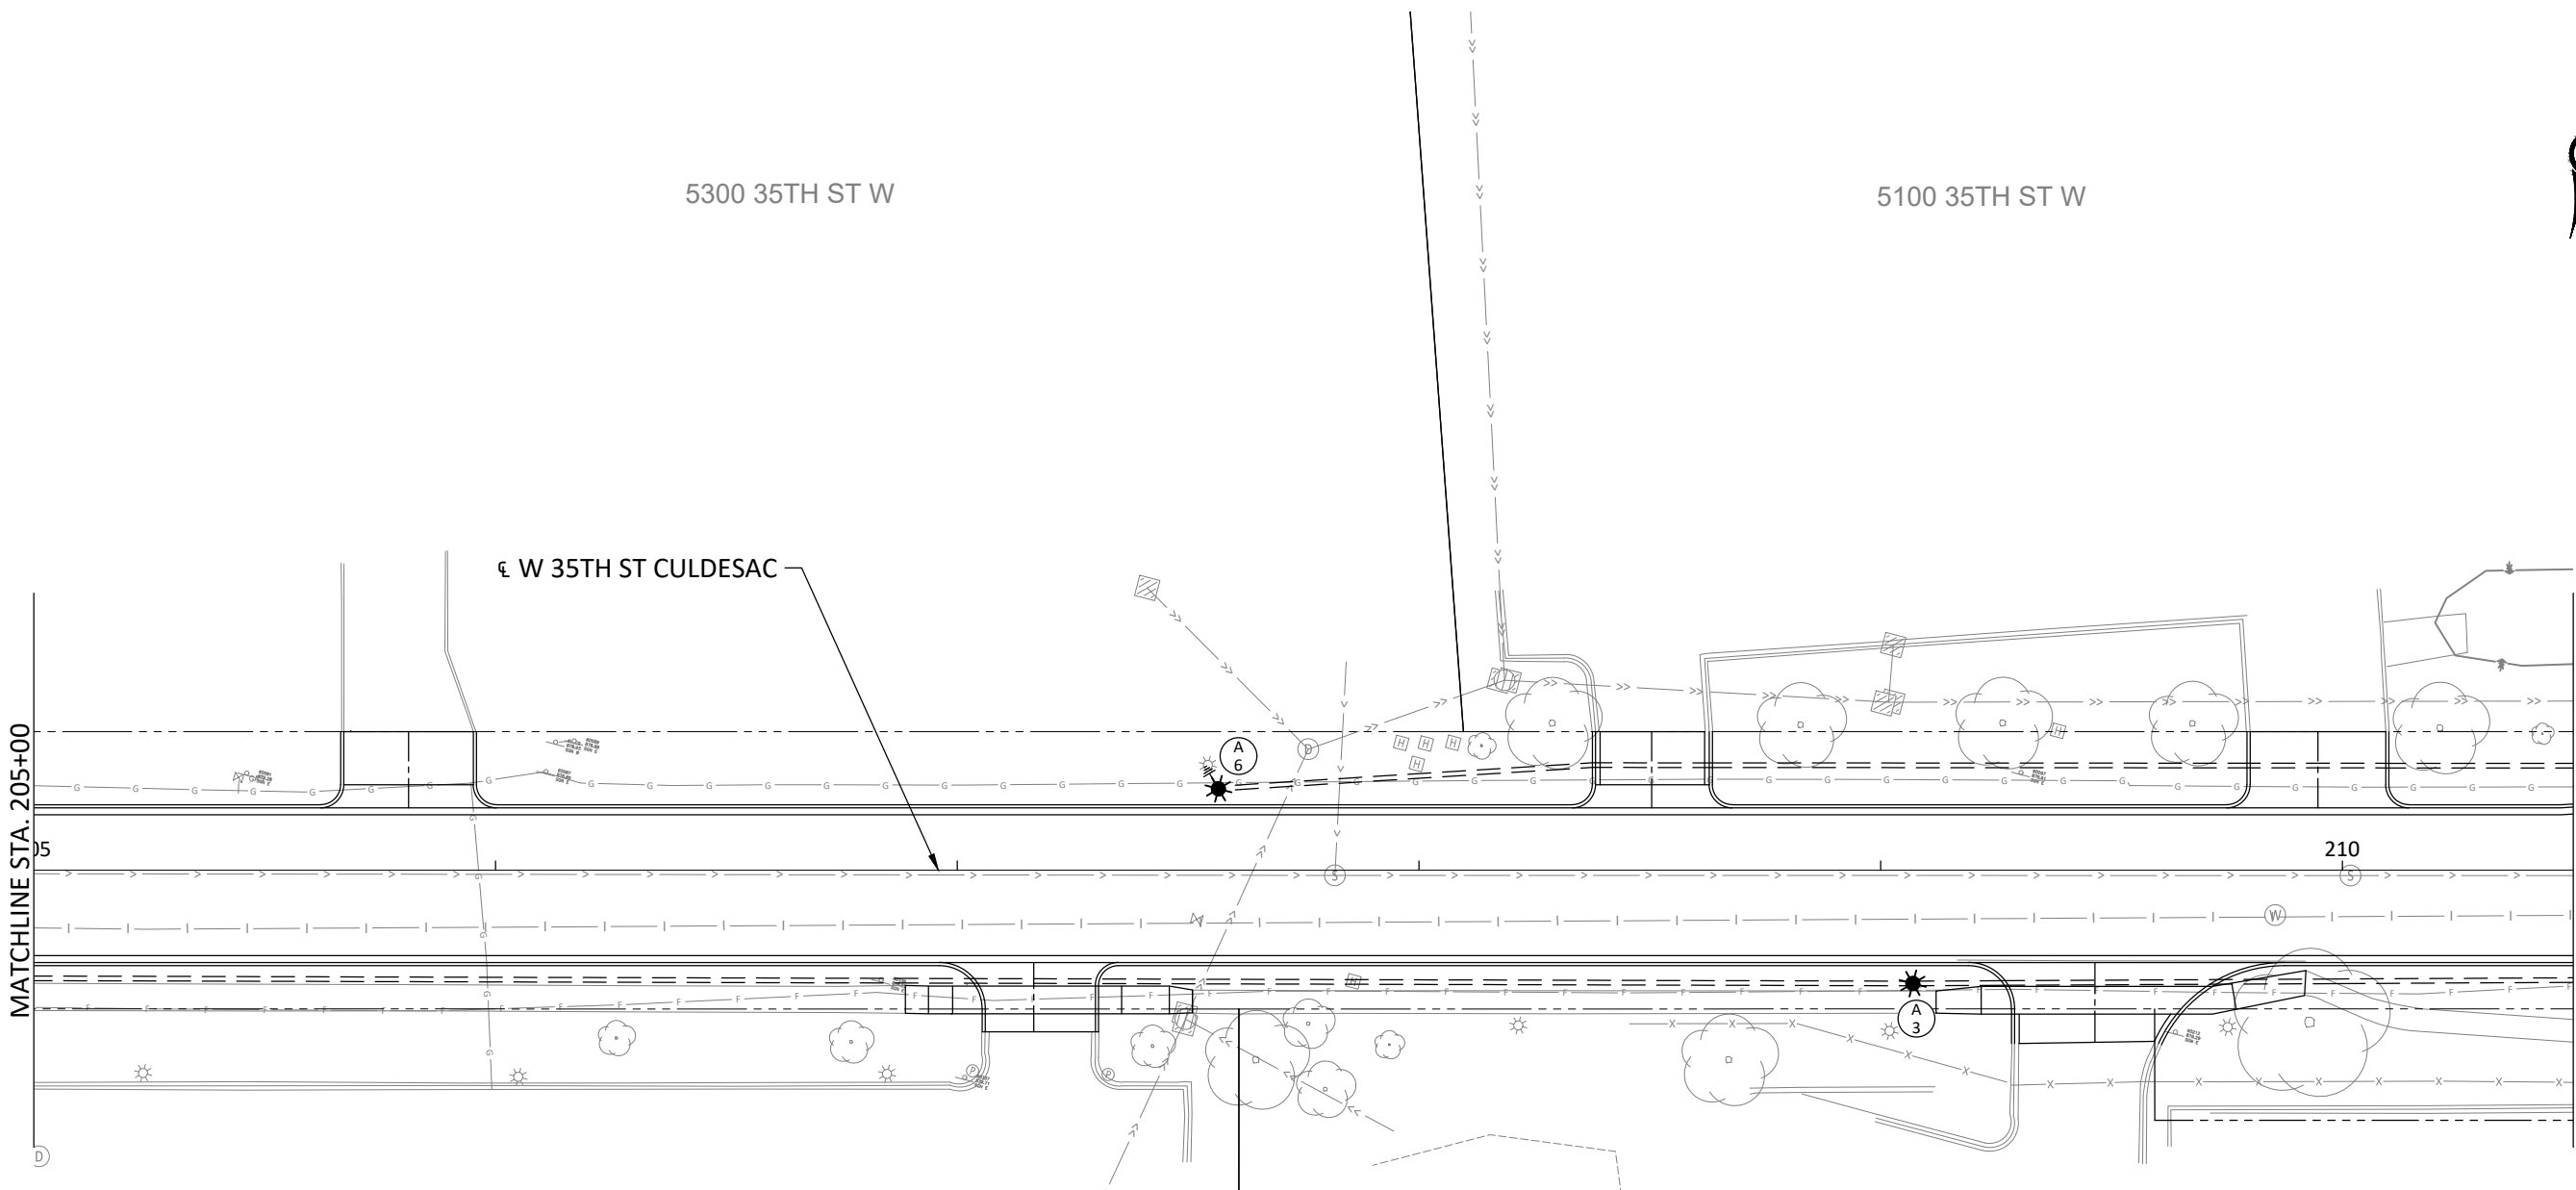 5300 35TH ST W
5100 35TH ST W
℄ W 35TH ST CULDESAC
MATCHLINE STA. 205+00
A
6
05
210
A
3
D
S
S
W
H
H
H
H
H
H
P
P
D